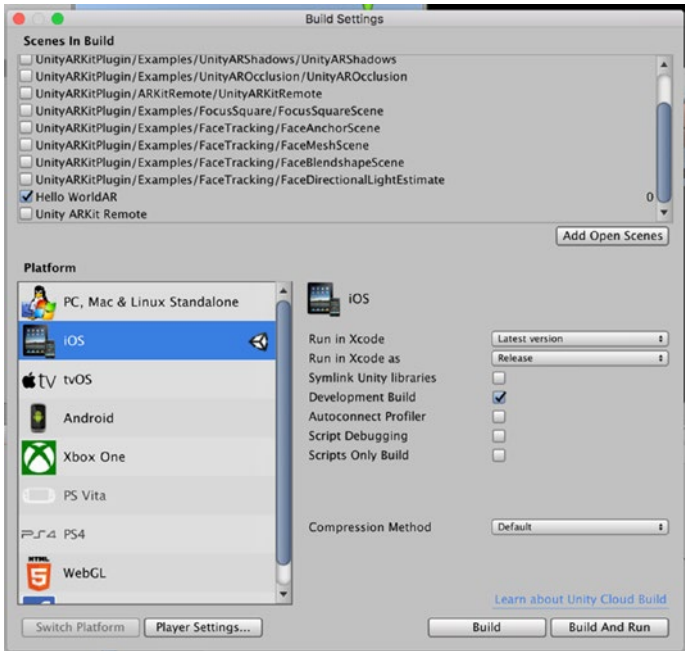 Build Settings
Scenes In Build
UnityARKitPlugin/Examples/UnityARShadows/UnityARShadows
UnityARKitPlugin/Examples/UnityAROcclusion/UnityAROcclusion
UnityARKitPlugin/ARKitRemote/UnityARKitRemote
UnityARKitPlugin/Examples/FocusSquare/FocusSquareScene
UnityARKitPlugin/Examples/FaceTracking/FaceAnchorScene
UnityARKitPlugin/Examples/FaceTracking/FaceMeshScene
UnityARKitPlugin/Examples/FaceTracking/FaceBlendshapeScene
UnityARKitPlugin/Examples/FaceTracking/FaceDirectionalLightEstimate
Hello WorldAR 0
Unity ARKit Remote
Add Open Scenes
Platform
PC, Mac & Linux Standalone
iOS
tv tvOS
Android
Xbox One
PS Vita
PS4 PS4
HTML 5 WebGL
iOS
Run in Xcode Latest version
Run in Xcode as Release
Symlink Unity libraries
Development Build
Autoconnect Profiler
Script Debugging
Scripts Only Build
Compression Method Default
Learn about Unity Cloud Build
Switch Platform Player Settings... Build Build And Run